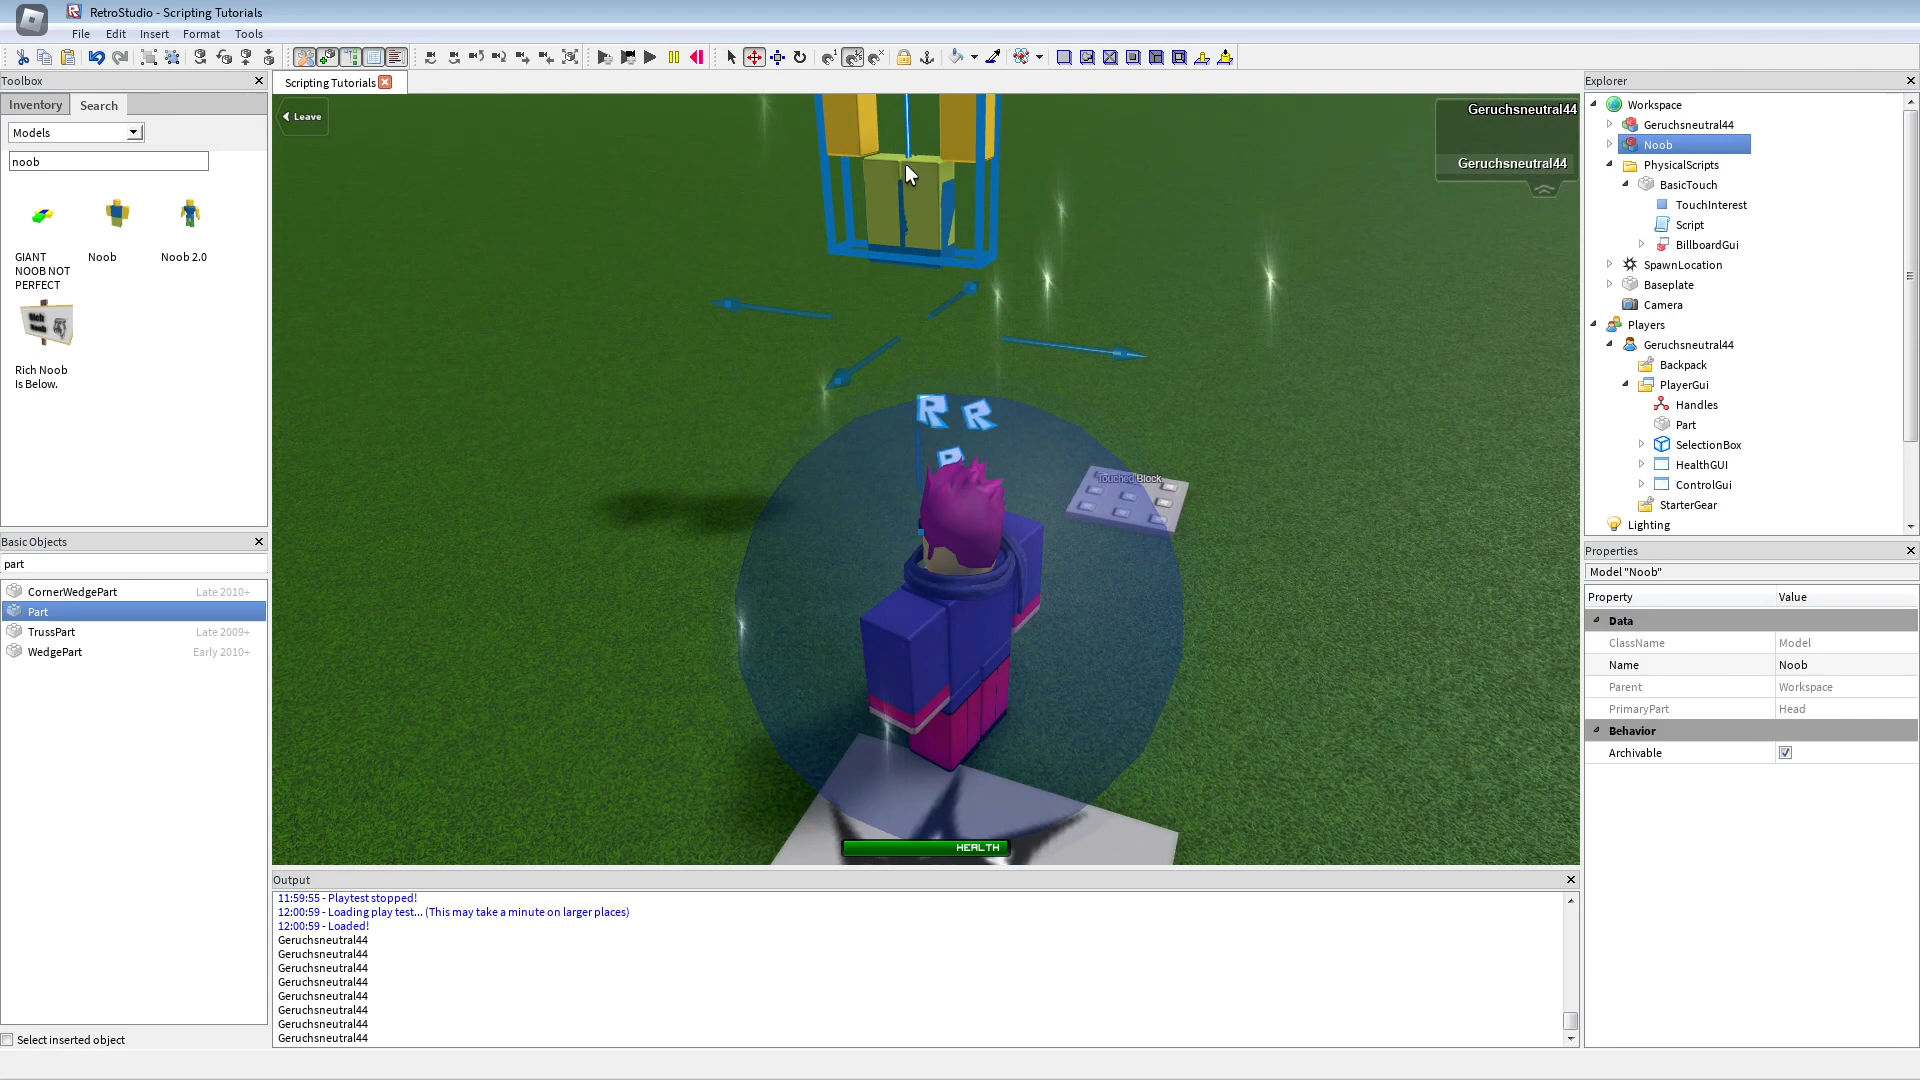 RetroStudio - Scripting Tutorials
File Edit Insert Format Tools
Toolbox
Inventory Search
Models
noob
GIANT NOOB NOT PERFECT
Noob
Noob 2.0
Rich Noob Is Below.
Basic Objects
part
CornerWedgePart Late 2010+
Part
TrussPart Late 2009+
WedgePart Early 2010+
Select inserted object
Scripting Tutorials
Leave
Geruchsneutral44
Geruchsneutral44
Touched Block
HEALTH
Output
11:59:55 - Playtest stopped!
12:00:59 - Loading play test... (This may take a minute on larger places)
12:00:59 - Loaded!
Geruchsneutral44
Geruchsneutral44
Geruchsneutral44
Geruchsneutral44
Geruchsneutral44
Geruchsneutral44
Geruchsneutral44
Geruchsneutral44
Explorer
Workspace
Geruchsneutral44
Noob
PhysicalScripts
BasicTouch
TouchInterest
Script
BillboardGui
SpawnLocation
Baseplate
Camera
Players
Geruchsneutral44
Backpack
PlayerGui
Handles
Part
SelectionBox
HealthGUI
ControlGui
StarterGear
Lighting
Properties
Model "Noob"
Property Value
Data
ClassName Model
Name Noob
Parent Workspace
PrimaryPart Head
Behavior
Archivable